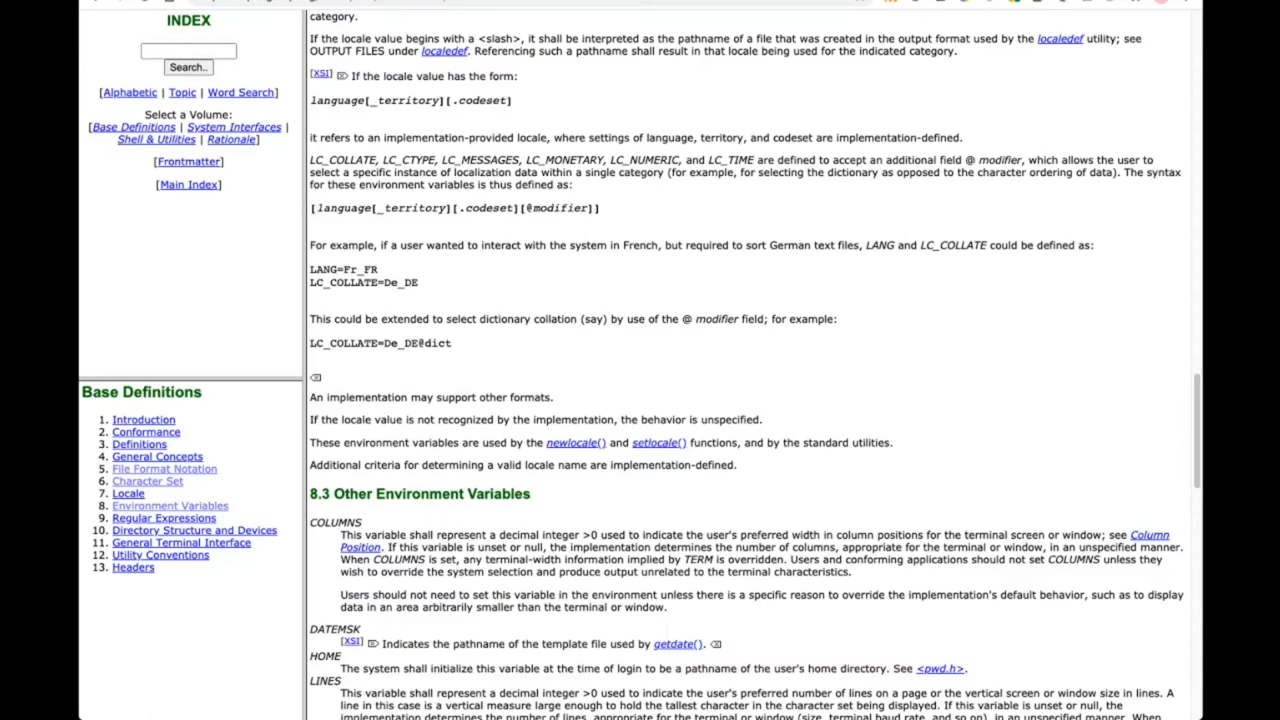 INDEX
Search..
[Alphabetic | Topic | Word Search]
Select a Volume:
[Base Definitions | System Interfaces |
Shell & Utilities | Rationale]
[Frontmatter]
[Main Index]
Base Definitions
1. Introduction
2. Conformance
3. Definitions
4. General Concepts
5. File Format Notation
6. Character Set
7. Locale
8. Environment Variables
9. Regular Expressions
10. Directory Structure and Devices
11. General Terminal Interface
12. Utility Conventions
13. Headers
category.
If the locale value begins with a <slash>, it shall be interpreted as the pathname of a file that was created in the output format used by the localedef utility; see
OUTPUT FILES under localedef. Referencing such a pathname shall result in that locale being used for the indicated category.
[XSI] ⌦ If the locale value has the form:
language[_territory][.codeset]
it refers to an implementation-provided locale, where settings of language, territory, and codeset are implementation-defined.
LC_COLLATE, LC_CTYPE, LC_MESSAGES, LC_MONETARY, LC_NUMERIC, and LC_TIME are defined to accept an additional field @ modifier, which allows the user to
select a specific instance of localization data within a single category (for example, for selecting the dictionary as opposed to the character ordering of data). The syntax
for these environment variables is thus defined as:
[language[_territory][.codeset][@modifier]]
For example, if a user wanted to interact with the system in French, but required to sort German text files, LANG and LC_COLLATE could be defined as:
LANG=Fr_FR
LC_COLLATE=De_DE
This could be extended to select dictionary collation (say) by use of the @ modifier field; for example:
LC_COLLATE=De_DE@dict
⌫
An implementation may support other formats.
If the locale value is not recognized by the implementation, the behavior is unspecified.
These environment variables are used by the newlocale() and setlocale() functions, and by the standard utilities.
Additional criteria for determining a valid locale name are implementation-defined.
8.3 Other Environment Variables
COLUMNS
This variable shall represent a decimal integer >0 used to indicate the user's preferred width in column positions for the terminal screen or window; see Column
Position. If this variable is unset or null, the implementation determines the number of columns, appropriate for the terminal or window, in an unspecified manner.
When COLUMNS is set, any terminal-width information implied by TERM is overridden. Users and conforming applications should not set COLUMNS unless they
wish to override the system selection and produce output unrelated to the terminal characteristics.
Users should not need to set this variable in the environment unless there is a specific reason to override the implementation's default behavior, such as to display
data in an area arbitrarily smaller than the terminal or window.
DATEMSK
[XSI] ⌦ Indicates the pathname of the template file used by getdate(). ⌫
HOME
The system shall initialize this variable at the time of login to be a pathname of the user's home directory. See <pwd.h>.
LINES
This variable shall represent a decimal integer >0 used to indicate the user's preferred number of lines on a page or the vertical screen or window size in lines. A
line in this case is a vertical measure large enough to hold the tallest character in the character set being displayed. If this variable is unset or null, the
implementation determines the number of lines, appropriate for the terminal or window (size, terminal baud rate, and so on), in an unspecified manner. When